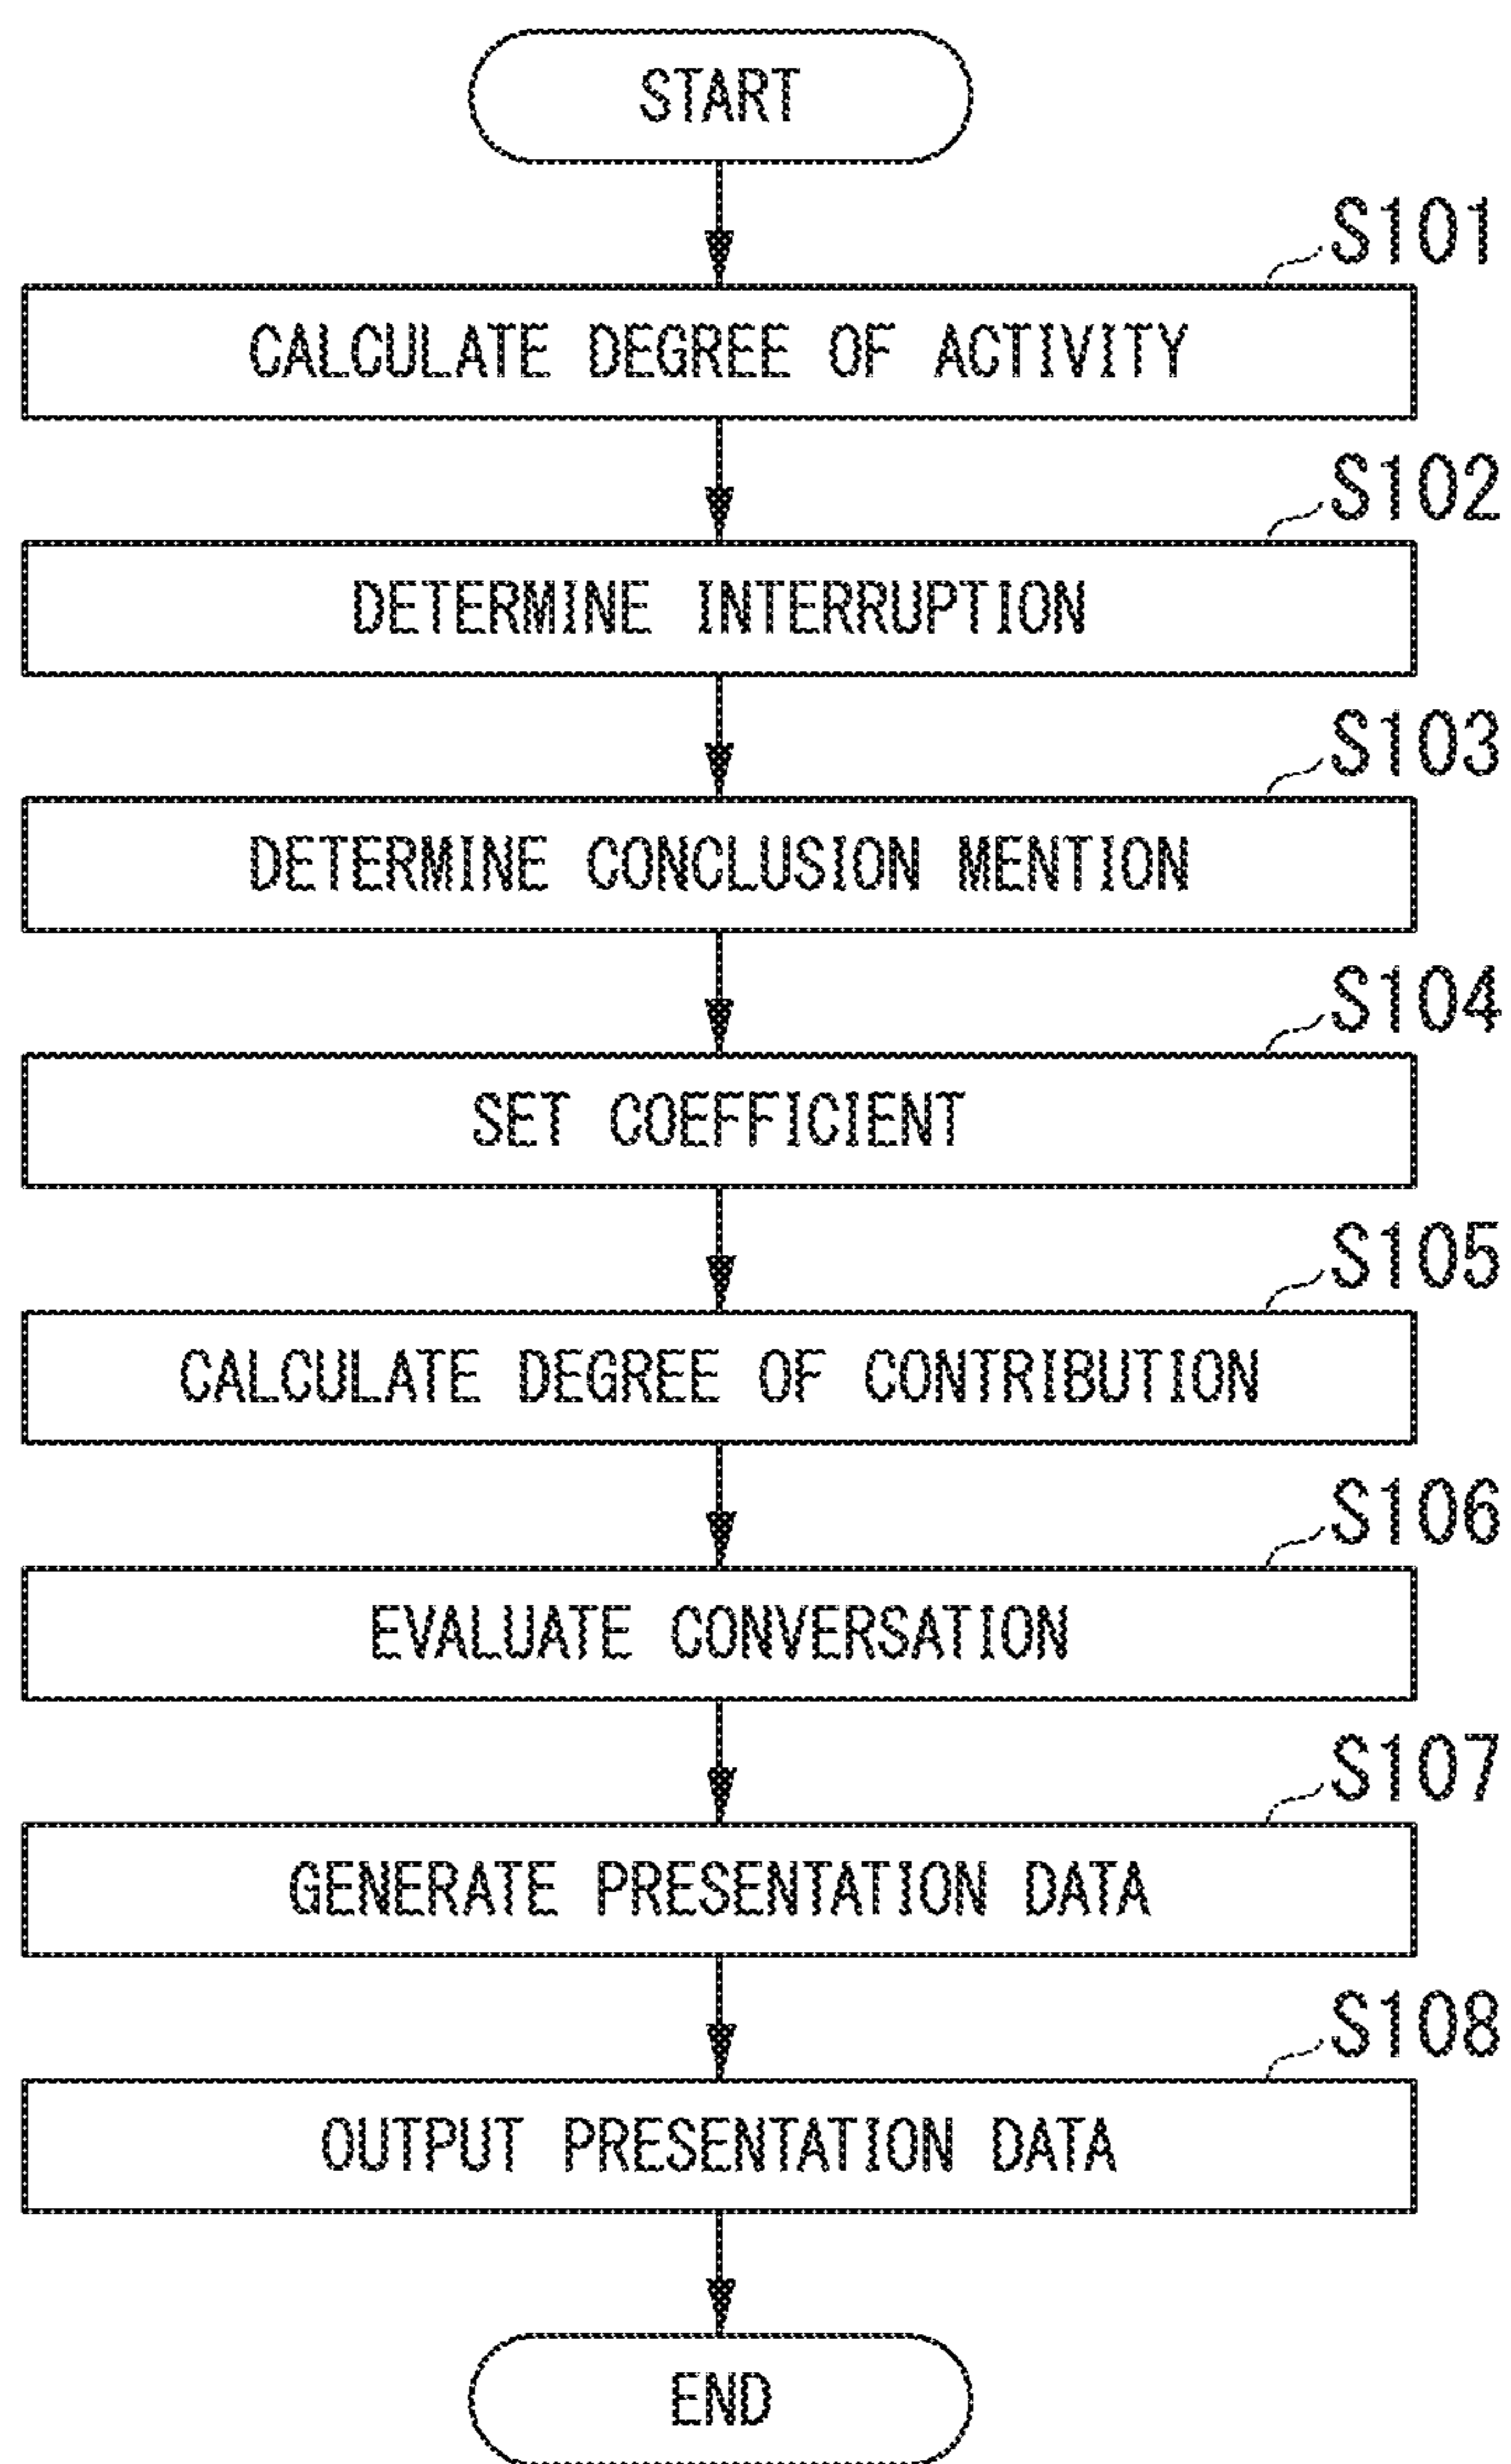 START
S101
CALCULATE DEGREE OF ACTIVITY
S102
DETERMINE INTERRUPTION
S103
DETERMINE CONCLUSION MENTION
S104
SET COEFFICIENT
S105
CALCULATE DEGREE OF CONTRIBUTION
S106
EVALUATE CONVERSATION
S107
GENERATE PRESENTATION DATA
S108
OUTPUT PRESENTATION DATA
END